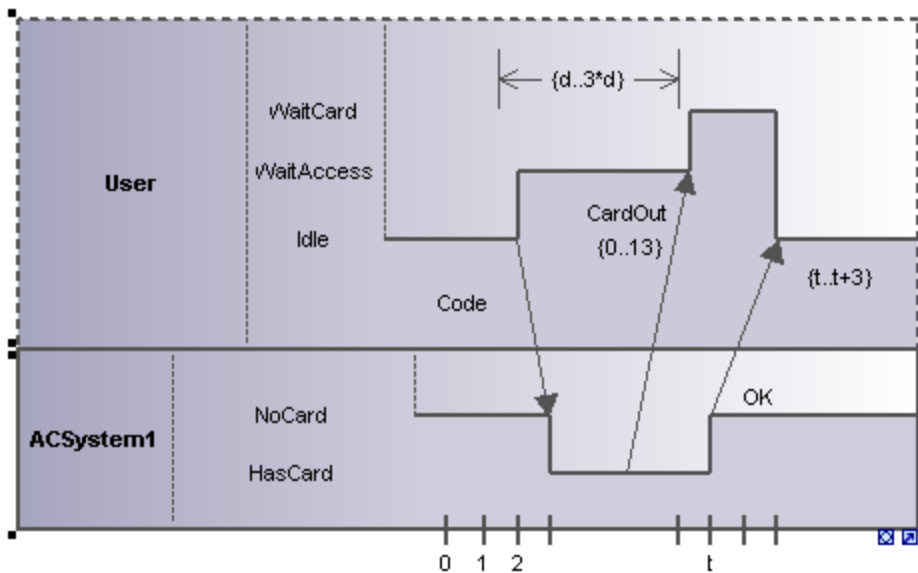 {d..3*d}
WaitCard
WaitAccess
User
CardOut
Idle
{0..13}
{t..t+3}
Code
OK
NoCard
ACSystem1
HasCard
0 1 2 t